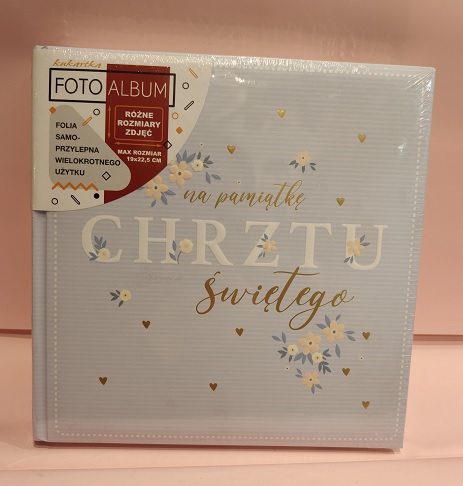 kukartka
FOTO ALBUM
FOLIA
SAMO-
PRZYLEPNA
WIELOKROTNEGO
UŻYTKU
RÓŻNE
ROZMIARY
ZDJĘĆ
MAX ROZMIAR
19x22,5 CM
na pamiątkę
CHRZTU
świętego